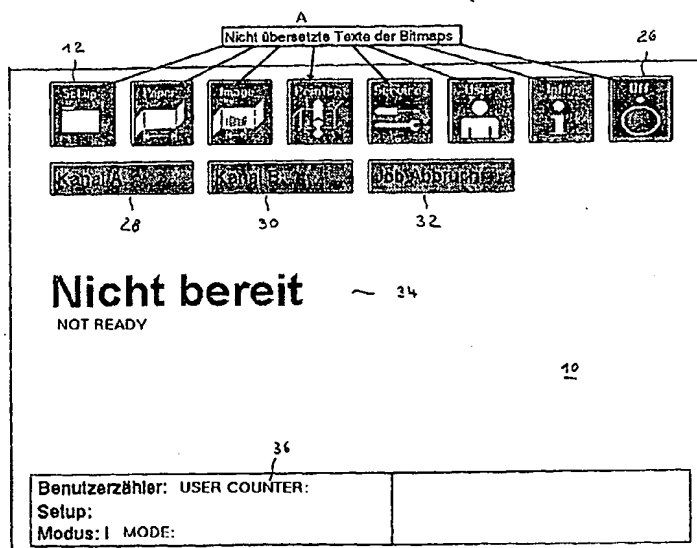 A
Nicht übersetzte Texte der Bitmaps
12
26
Setup Paper Image Service User Info Off
Kanal A Kanal B Job Abbruch
28 30 32
Nicht bereit 34
NOT READY
10
36
Benutzerzähler: USER COUNTER:
Setup:
Modus: I MODE: